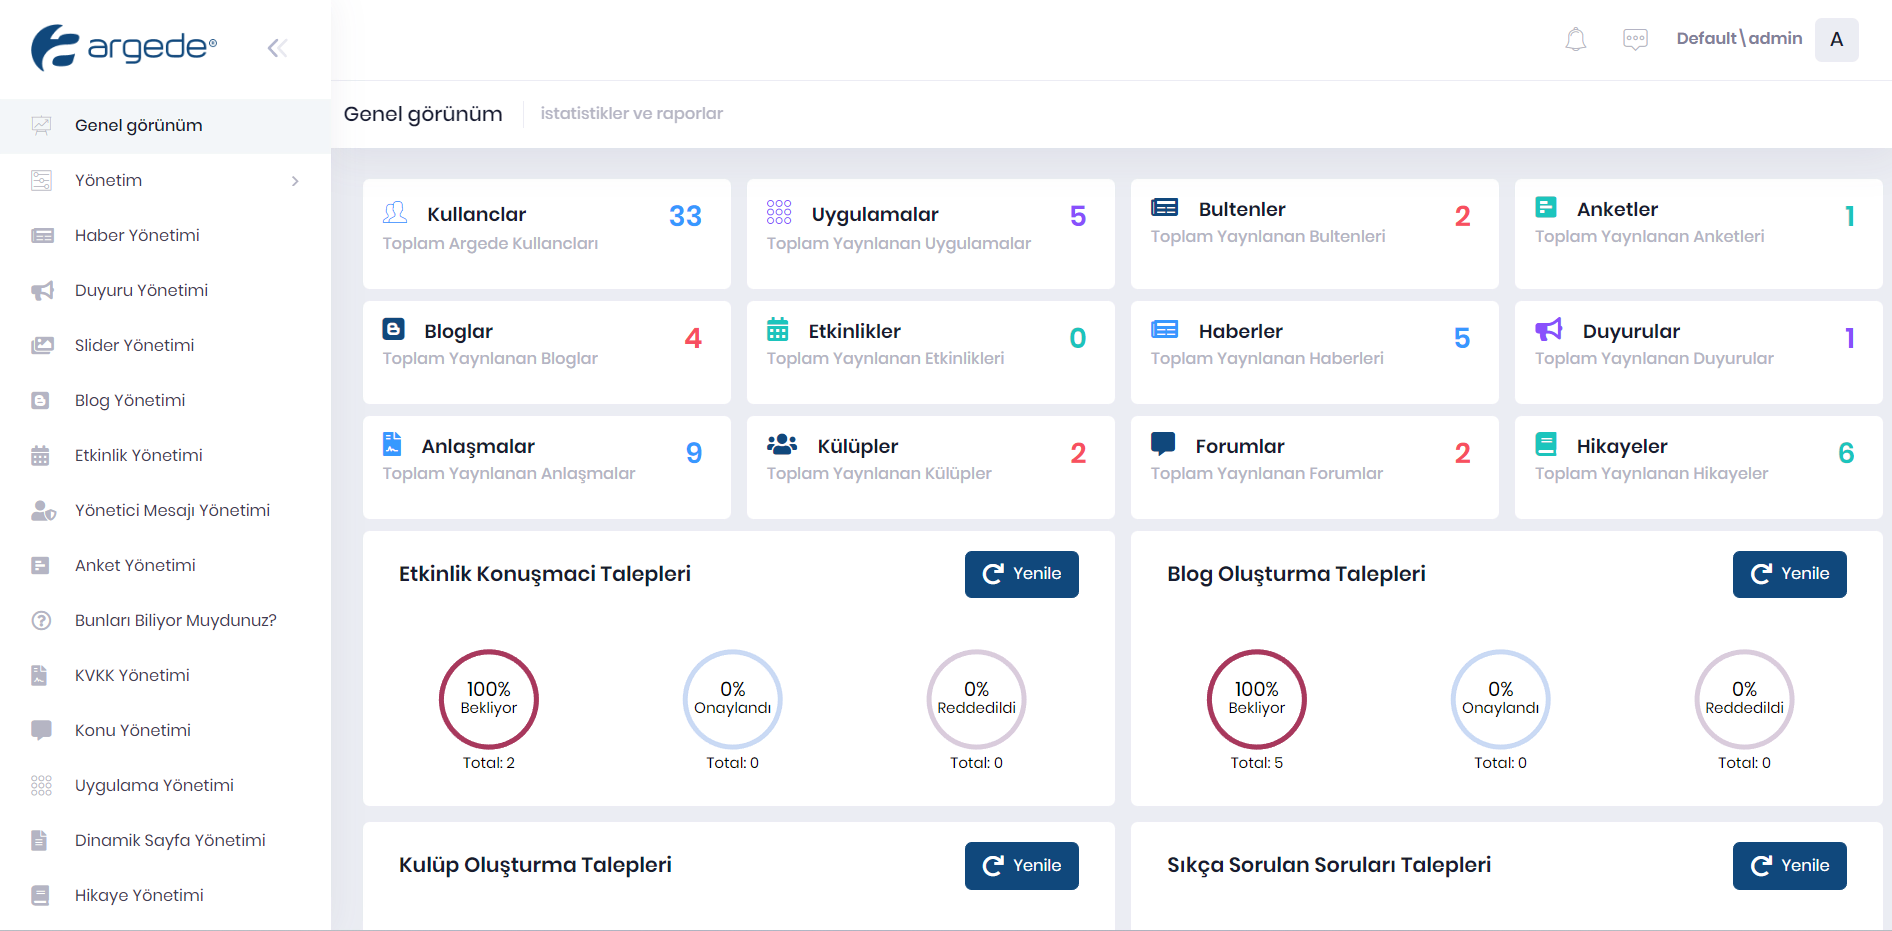 argede®
Genel görünüm
Yönetim
Haber Yönetimi
Duyuru Yönetimi
Slider Yönetimi
Blog Yönetimi
Etkinlik Yönetimi
Yönetici Mesajı Yönetimi
Anket Yönetimi
Bunları Biliyor Muydunuz?
KVKK Yönetimi
Konu Yönetimi
Uygulama Yönetimi
Dinamik Sayfa Yönetimi
Hikaye Yönetimi
Default\admin A
Genel görünüm istatistikler ve raporlar
Kullanclar 33
Toplam Argede Kullancları
Uygulamalar 5
Toplam Yaynlanan Uygulamalar
Bultenler 2
Toplam Yaynlanan Bultenleri
Anketler 1
Toplam Yaynlanan Anketleri
Bloglar 4
Toplam Yaynlanan Bloglar
Etkinlikler 0
Toplam Yaynlanan Etkinlikleri
Haberler 5
Toplam Yaynlanan Haberleri
Duyurular 1
Toplam Yaynlanan Duyurular
Anlaşmalar 9
Toplam Yaynlanan Anlaşmalar
Külüpler 2
Toplam Yaynlanan Külüpler
Forumlar 2
Toplam Yaynlanan Forumlar
Hikayeler 6
Toplam Yaynlanan Hikayeler
Etkinlik Konuşmaci Talepleri Yenile
100%
Bekliyor
Total: 2
0%
Onaylandı
Total: 0
0%
Reddedildi
Total: 0
Blog Oluşturma Talepleri Yenile
100%
Bekliyor
Total: 5
0%
Onaylandı
Total: 0
0%
Reddedildi
Total: 0
Kulüp Oluşturma Talepleri Yenile
Sıkça Sorulan Soruları Talepleri Yenile